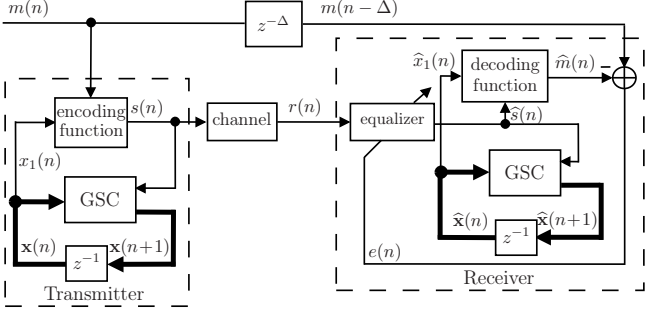 m(n)
z^{-Δ}
m(n − Δ)
encoding
function
s(n)
x_1(n)
GSC
x(n)
z^{-1}
x(n+1)
Transmitter
channel
r(n)
equalizer
x̂_1(n)
decoding
function
m̂(n)
−
ŝ(n)
GSC
x̂(n)
z^{-1}
x̂(n+1)
e(n)
Receiver